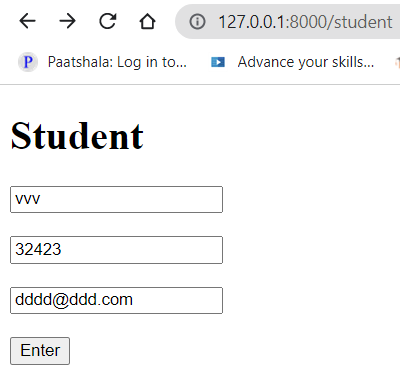 127.0.0.1:8000/student
Paatshala: Log in to... Advance your skills...
Student
vvv
32423
dddd@ddd.com
Enter